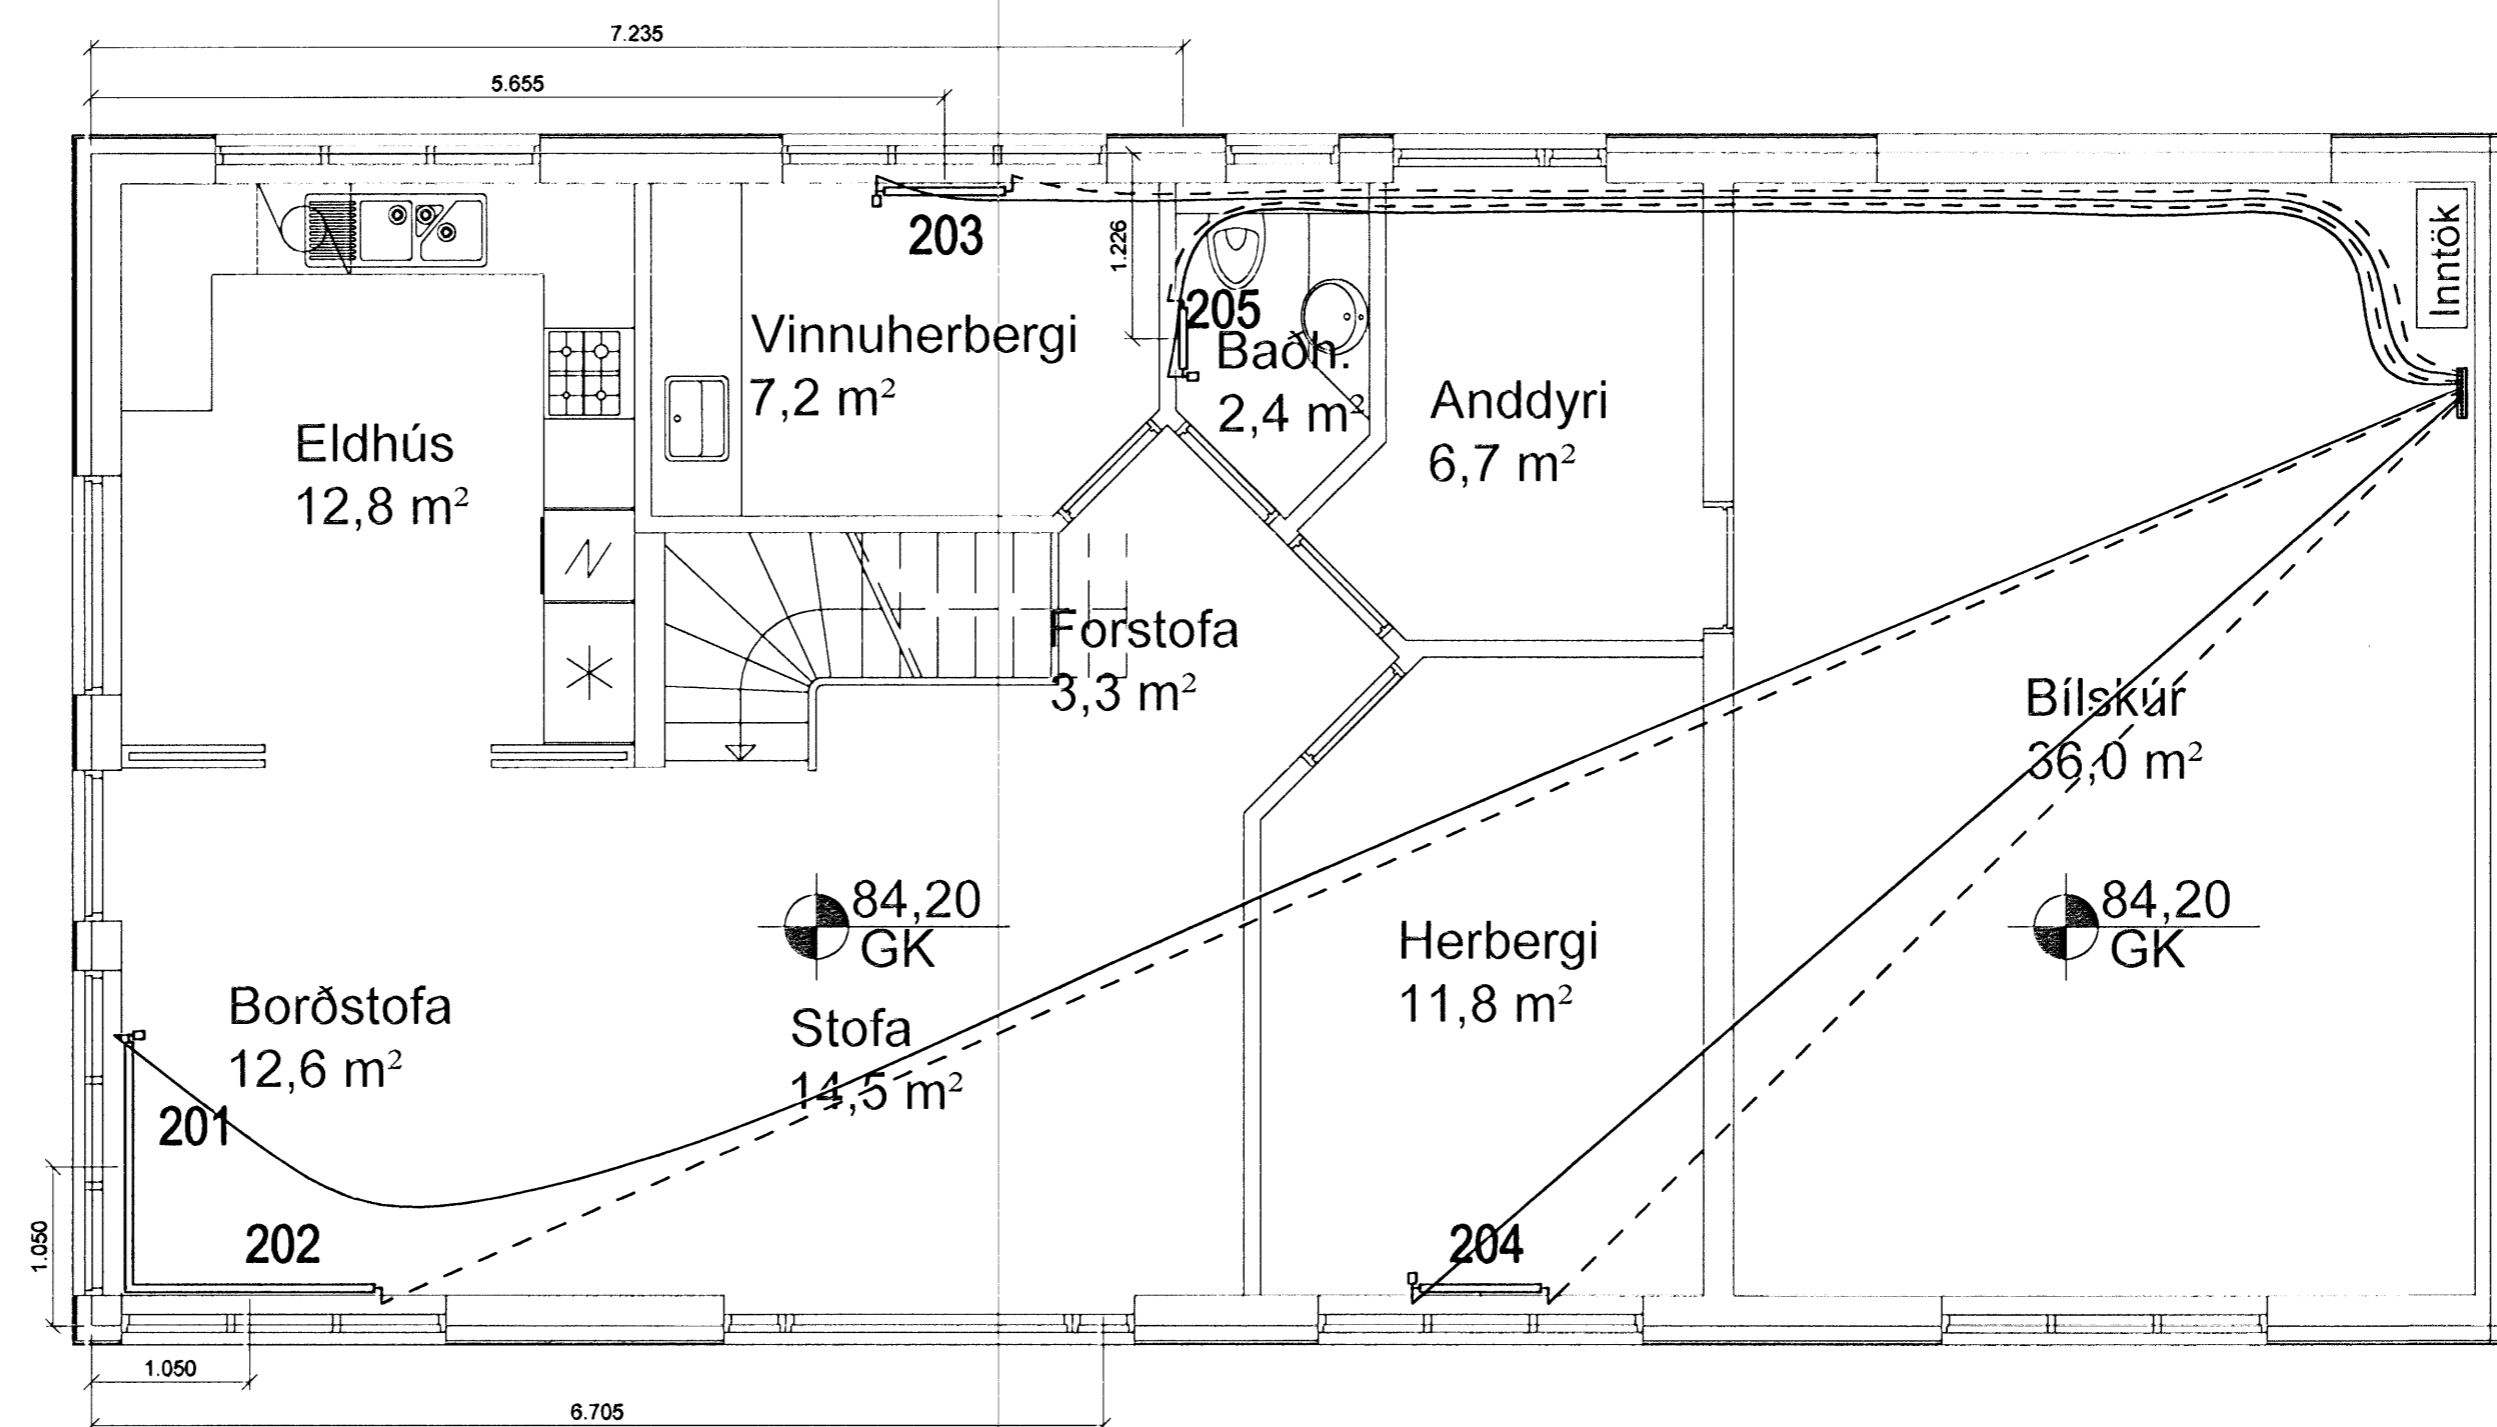 7.235
5.655
203
1.226
Inntök
205
Vinnuherbergi
7,2 m²
Baðh.
2,4 m²
Anddyri
6,7 m²
Eldhús
12,8 m²
Forstofa
3,3 m²
Bílskúr
36,0 m²
84,20
GK
84,20
GK
Herbergi
11,8 m²
Borðstofa
12,6 m²
Stofa
14,5 m²
201
202
204
1.050
1.050
6.705